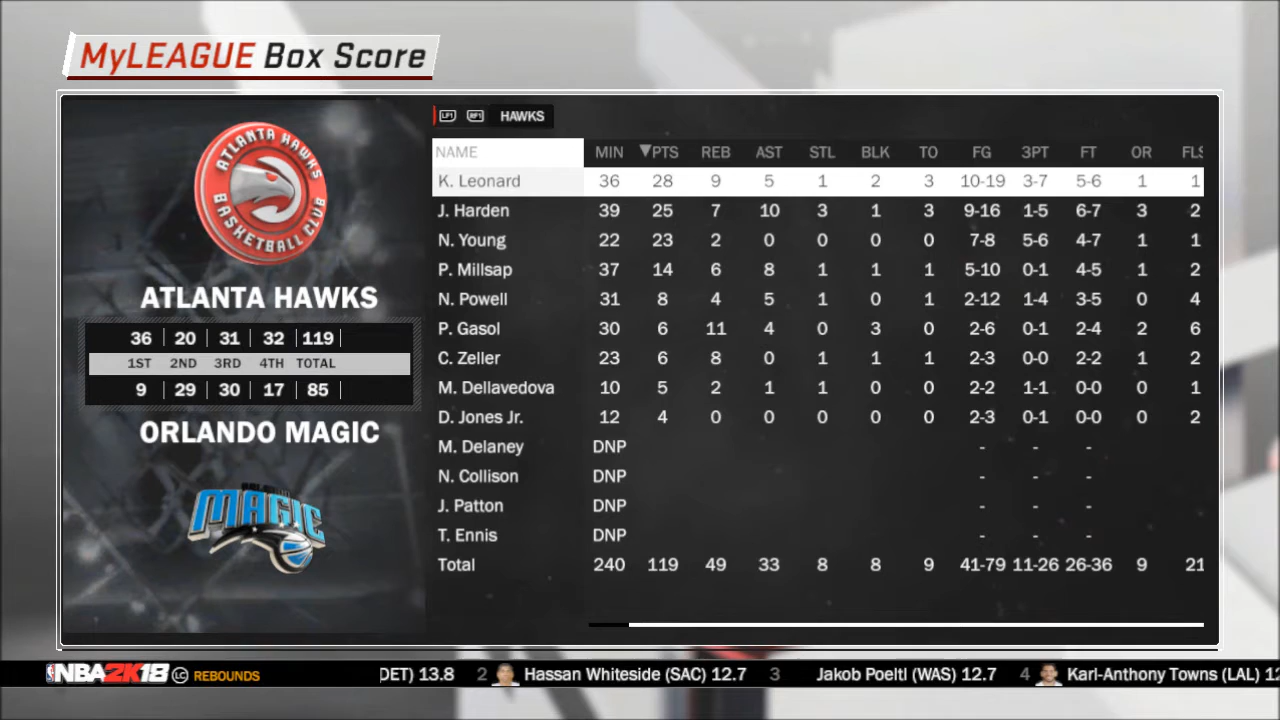 MyLEAGUE Box Score
ATLANTA HAWKS
BASKETBALL CLUB
ATLANTA HAWKS
36 20 31 32 119
1ST 2ND 3RD 4TH TOTAL
9 29 30 17 85
ORLANDO MAGIC
MAGIC
HAWKS
NAME MIN PTS REB AST STL BLK TO FG 3PT FT OR FLS
K. Leonard 36 28 9 5 1 2 3 10-19 3-7 5-6 1 1
J. Harden 39 25 7 10 3 1 3 9-16 1-5 6-7 3 2
N. Young 22 23 2 0 0 0 0 7-8 5-6 4-7 1 1
P. Millsap 37 14 6 8 1 1 1 5-10 0-1 4-5 1 2
N. Powell 31 8 4 5 1 0 1 2-12 1-4 3-5 0 4
P. Gasol 30 6 11 4 0 3 0 2-6 0-1 2-4 2 6
C. Zeller 23 6 8 0 1 1 1 2-3 0-0 2-2 1 2
M. Dellavedova 10 5 2 1 1 0 0 2-2 1-1 0-0 0 1
D. Jones Jr. 12 4 0 0 0 0 0 2-3 0-1 0-0 0 2
M. Delaney DNP - - -
N. Collison DNP - - -
J. Patton DNP - - -
T. Ennis DNP - - -
Total 240 119 49 33 8 8 9 41-79 11-26 26-36 9 21
NBA2K18 LC REBOUNDS DET) 13.8 2 Hassan Whiteside (SAC) 12.7 3 Jakob Poeltl (WAS) 12.7 4 Karl-Anthony Towns (LAL) 12